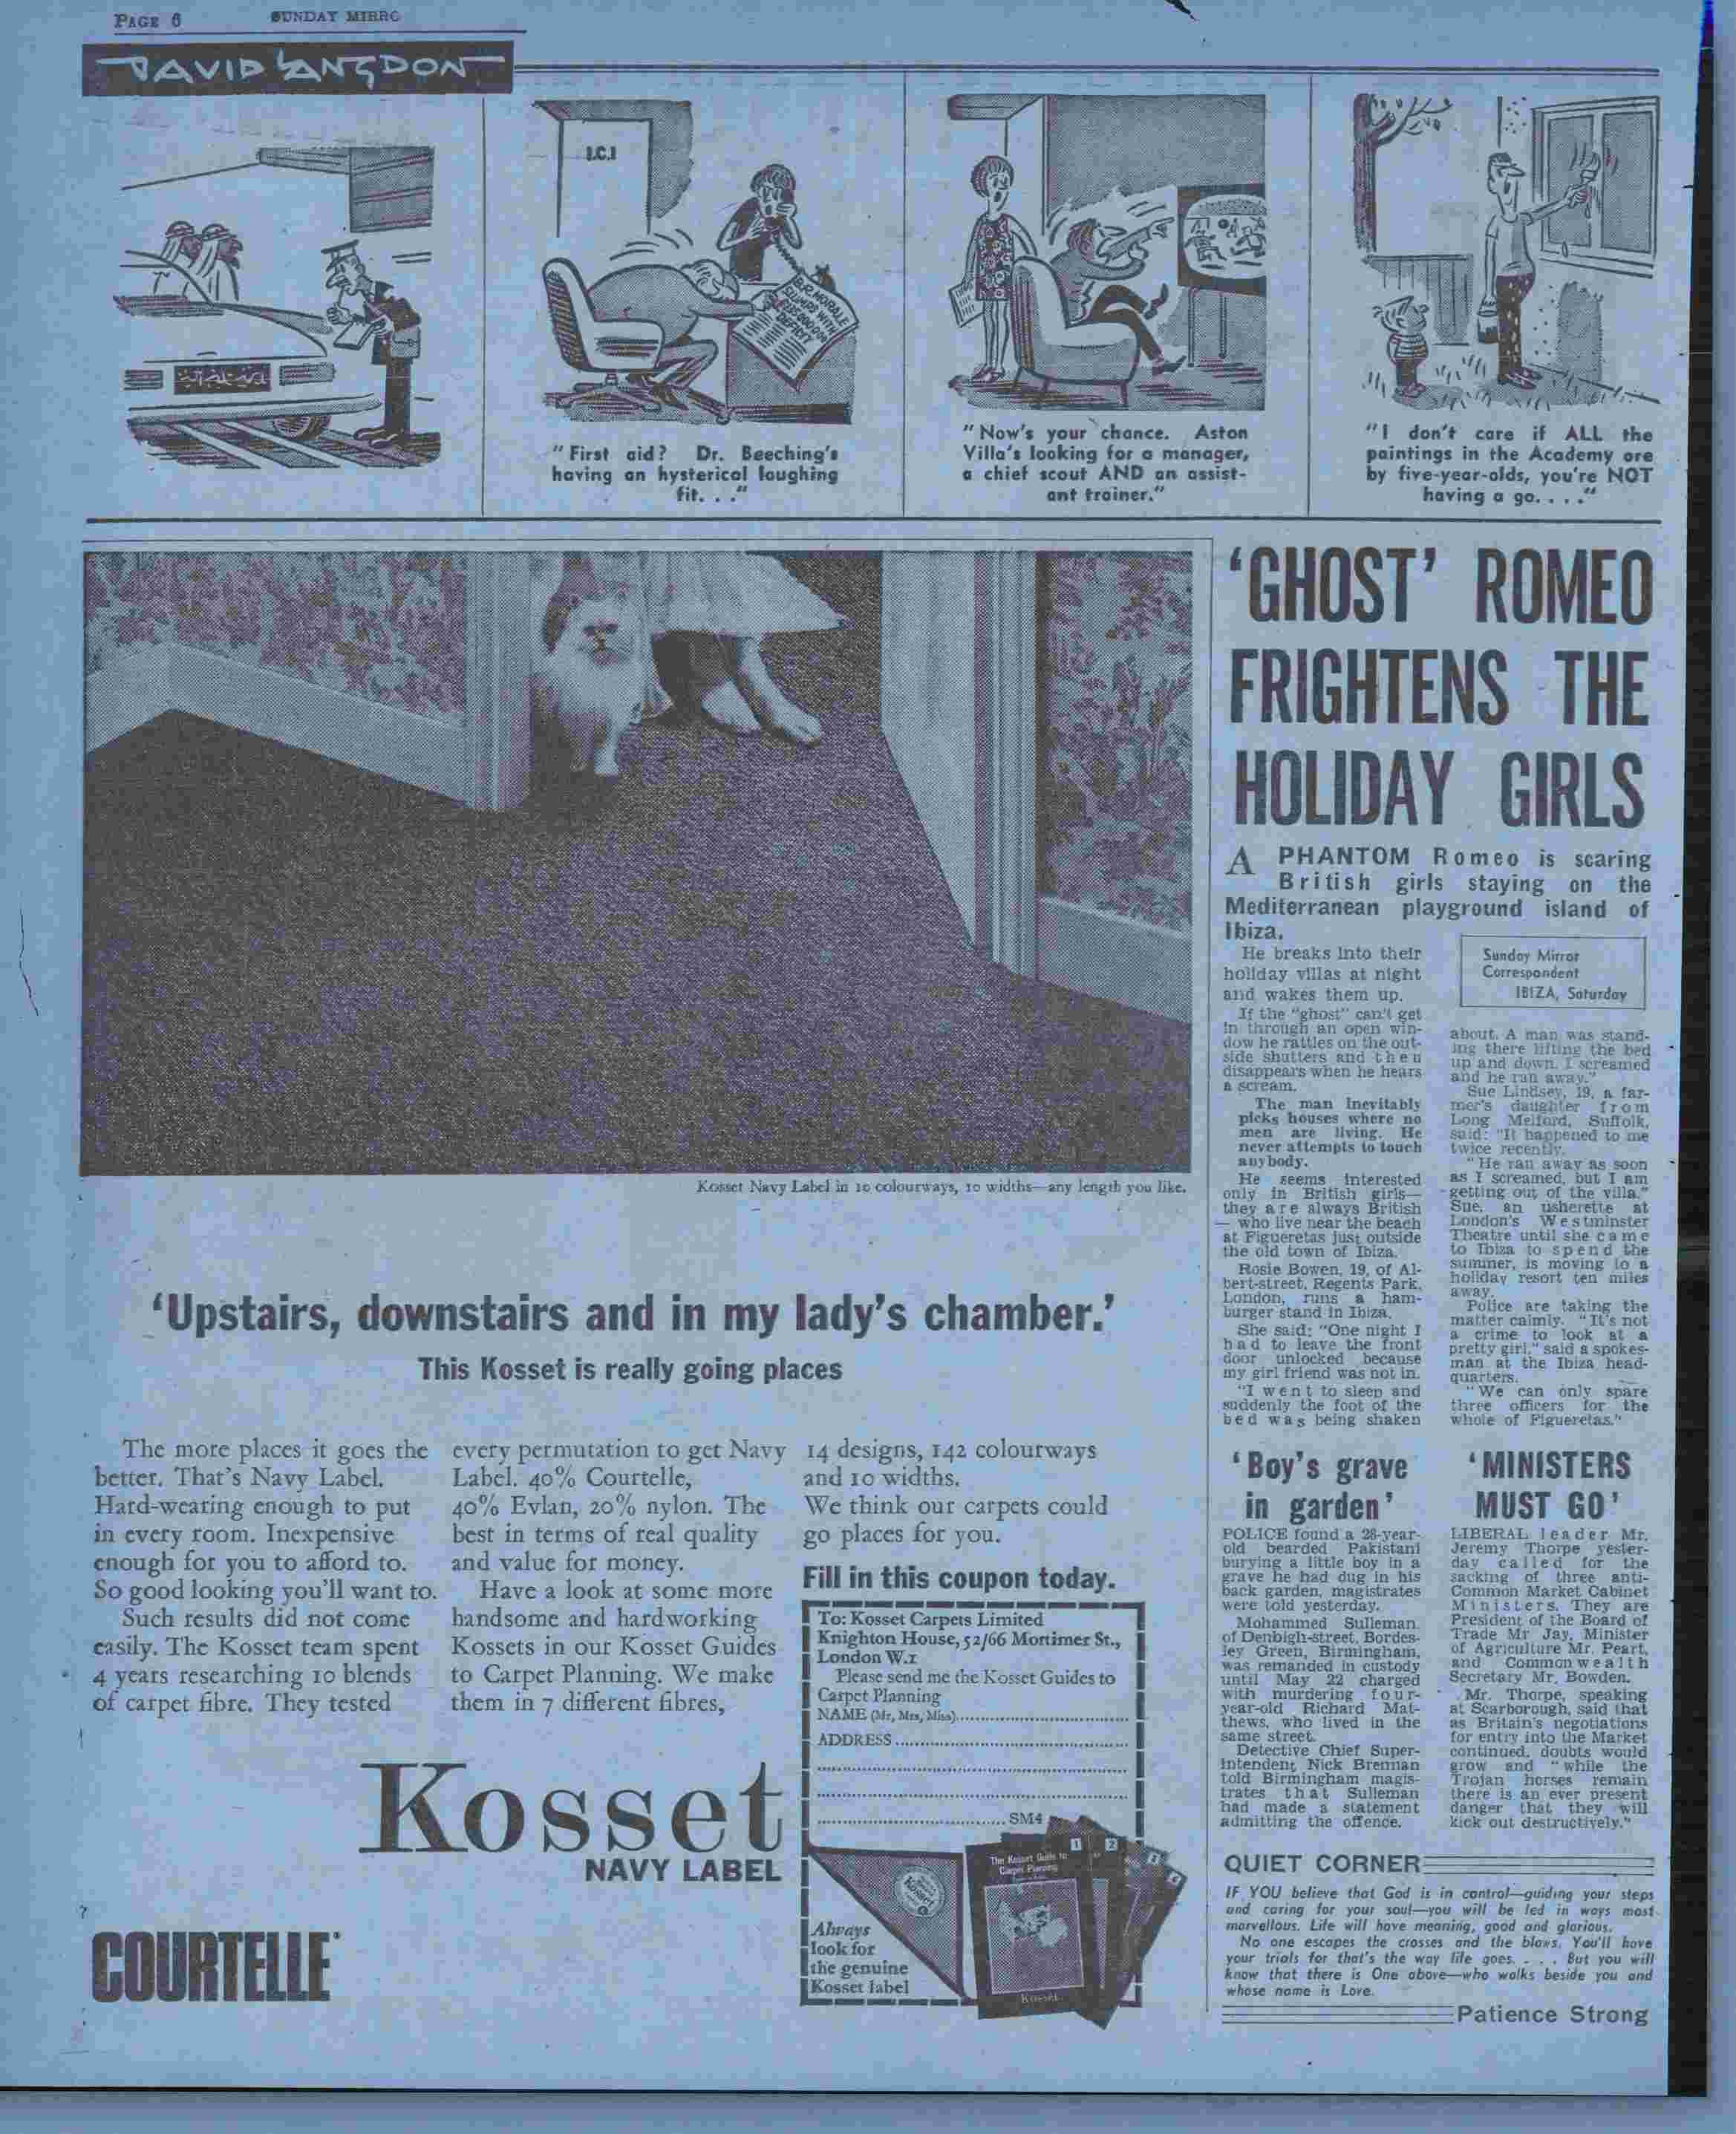 PAGE 6
SUNDAY MIRRO
DAVID LANGDON
I.C.I
B.R. MORALE
SLUMPS WITH
£135,000,000
DEFICIT
"First aid? Dr. Beeching's
having an hysterical laughing
fit. . ."
"Now's your chance. Aston
Villa's looking for a manager,
a chief scout AND an assist-
ant trainer."
"I don't care if ALL the
paintings in the Academy are
by five-year-olds, you're NOT
having a go. . . ."
Kosset Navy Label in 10 colourways, 10 widths—any length you like.
'Upstairs, downstairs and in my lady's chamber.'
This Kosset is really going places
The more places it goes the
better. That's Navy Label.
Hard-wearing enough to put
in every room. Inexpensive
enough for you to afford to.
So good looking you'll want to.
Such results did not come
easily. The Kosset team spent
4 years researching 10 blends
of carpet fibre. They tested
every permutation to get Navy
Label. 40% Courtelle,
40% Evlan, 20% nylon. The
best in terms of real quality
and value for money.
Have a look at some more
handsome and hardworking
Kossets in our Kosset Guides
to Carpet Planning. We make
them in 7 different fibres,
14 designs, 142 colourways
and 10 widths.
We think our carpets could
go places for you.
Fill in this coupon today.
To: Kosset Carpets Limited
Knighton House, 52/66 Mortimer St.,
London W.1
Please send me the Kosset Guides to
Carpet Planning
NAME (Mr, Mrs, Miss)
ADDRESS
SM4
Always
look for
the genuine
Kosset label
Kosset
The Kosset Guide to
Carpet Planning
1
2
3
4
Kosset
Kosset
NAVY LABEL
COURTELLE
'GHOST' ROMEO
FRIGHTENS THE
HOLIDAY GIRLS
A PHANTOM Romeo is scaring
British girls staying on the
Mediterranean playground island of
Ibiza.
Sunday Mirror
Correspondent
IBIZA, Saturday
He breaks into their
holiday villas at night
and wakes them up.
If the "ghost" can't get
in through an open win-
dow he rattles on the out-
side shutters and then
disappears when he hears
a scream.
The man inevitably
picks houses where no
men are living. He
never attempts to touch
anybody.
He seems interested
only in British girls—
they are always British
— who live near the beach
at Figueretas just outside
the old town of Ibiza.
Rosie Bowen, 19, of Al-
bert-street, Regents Park,
London, runs a ham-
burger stand in Ibiza.
She said: "One night I
had to leave the front
door unlocked because
my girl friend was not in.
"I went to sleep and
suddenly the foot of the
bed was being shaken
about. A man was stand-
ing there lifting the bed
up and down. I screamed
and he ran away."
Sue Lindsey, 19, a far-
mer's daughter from
Long Melford, Suffolk,
said: "It happened to me
twice recently.
"He ran away as soon
as I screamed, but I am
getting out of the villa."
Sue, an usherette at
London's Westminster
Theatre until she came
to Ibiza to spend the
summer, is moving to a
holiday resort ten miles
away.
Police are taking the
matter calmly. "It's not
a crime to look at a
pretty girl," said a spokes-
man at the Ibiza head-
quarters.
"We can only spare
three officers for the
whole of Figueretas."
'Boy's grave
in garden'
POLICE found a 28-year-
old bearded Pakistani
burying a little boy in a
grave he had dug in his
back garden, magistrates
were told yesterday.
Mohammed Sulleman,
of Denbigh-street, Bordes-
ley Green, Birmingham,
was remanded in custody
until May 22 charged
with murdering four-
year-old Richard Mat-
thews, who lived in the
same street.
Detective Chief Super-
intendent Nick Brennan
told Birmingham magis-
trates that Sulleman
had made a statement
admitting the offence.
'MINISTERS
MUST GO'
LIBERAL leader Mr.
Jeremy Thorpe yester-
day called for the
sacking of three anti-
Common Market Cabinet
Ministers. They are
President of the Board of
Trade Mr Jay, Minister
of Agriculture Mr. Peart,
and Commonwealth
Secretary Mr. Bowden.
Mr. Thorpe, speaking
at Scarborough, said that
as Britain's negotiations
for entry into the Market
continued, doubts would
grow and "while the
Trojan horses remain
there is an ever present
danger that they will
kick out destructively."
QUIET CORNER
IF YOU believe that God is in control—guiding your steps
and caring for your soul—you will be led in ways most
marvellous. Life will have meaning, good and glorious.
No one escapes the crosses and the blows. You'll have
your trials for that's the way life goes. . . . But you will
know that there is One above—who walks beside you and
whose name is Love.
Patience Strong